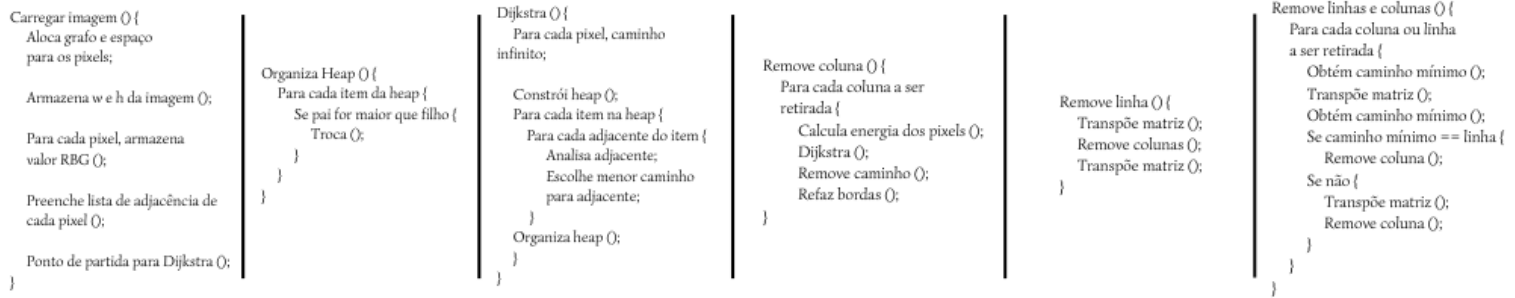 Carregar imagem () {
Aloca grafo e espaço
para os pixels;
Armazena w e h da imagem ();
Para cada pixel, armazena
valor RBG ();
Preenche lista de adjacência de
cada pixel ();
Ponto de partida para Dijkstra ();
}
Organiza Heap () {
Para cada item da heap {
Se pai for maior que filho {
Troca ();
}
}
}
Dijkstra () {
Para cada pixel, caminho
infinito;
Constrói heap ();
Para cada item na heap {
Para cada adjacente do item {
Analisa adjacente;
Escolhe menor caminho
para adjacente;
}
Organiza heap ();
}
}
Remove coluna () {
Para cada coluna a ser
retirada {
Calcula energia dos pixels ();
Dijkstra ();
Remove caminho ();
Refaz bordas ();
}
Remove linha () {
Transpõe matriz ();
Remove colunas ();
Transpõe matriz ();
}
Remove linhas e colunas () {
Para cada coluna ou linha
a ser retirada {
Obtém caminho mínimo ();
Transpõe matriz ();
Obtém caminho mínimo ();
Se caminho mínimo == linha {
Remove coluna ();
Se não {
Transpõe matriz ();
Remove coluna ();
}
}
}